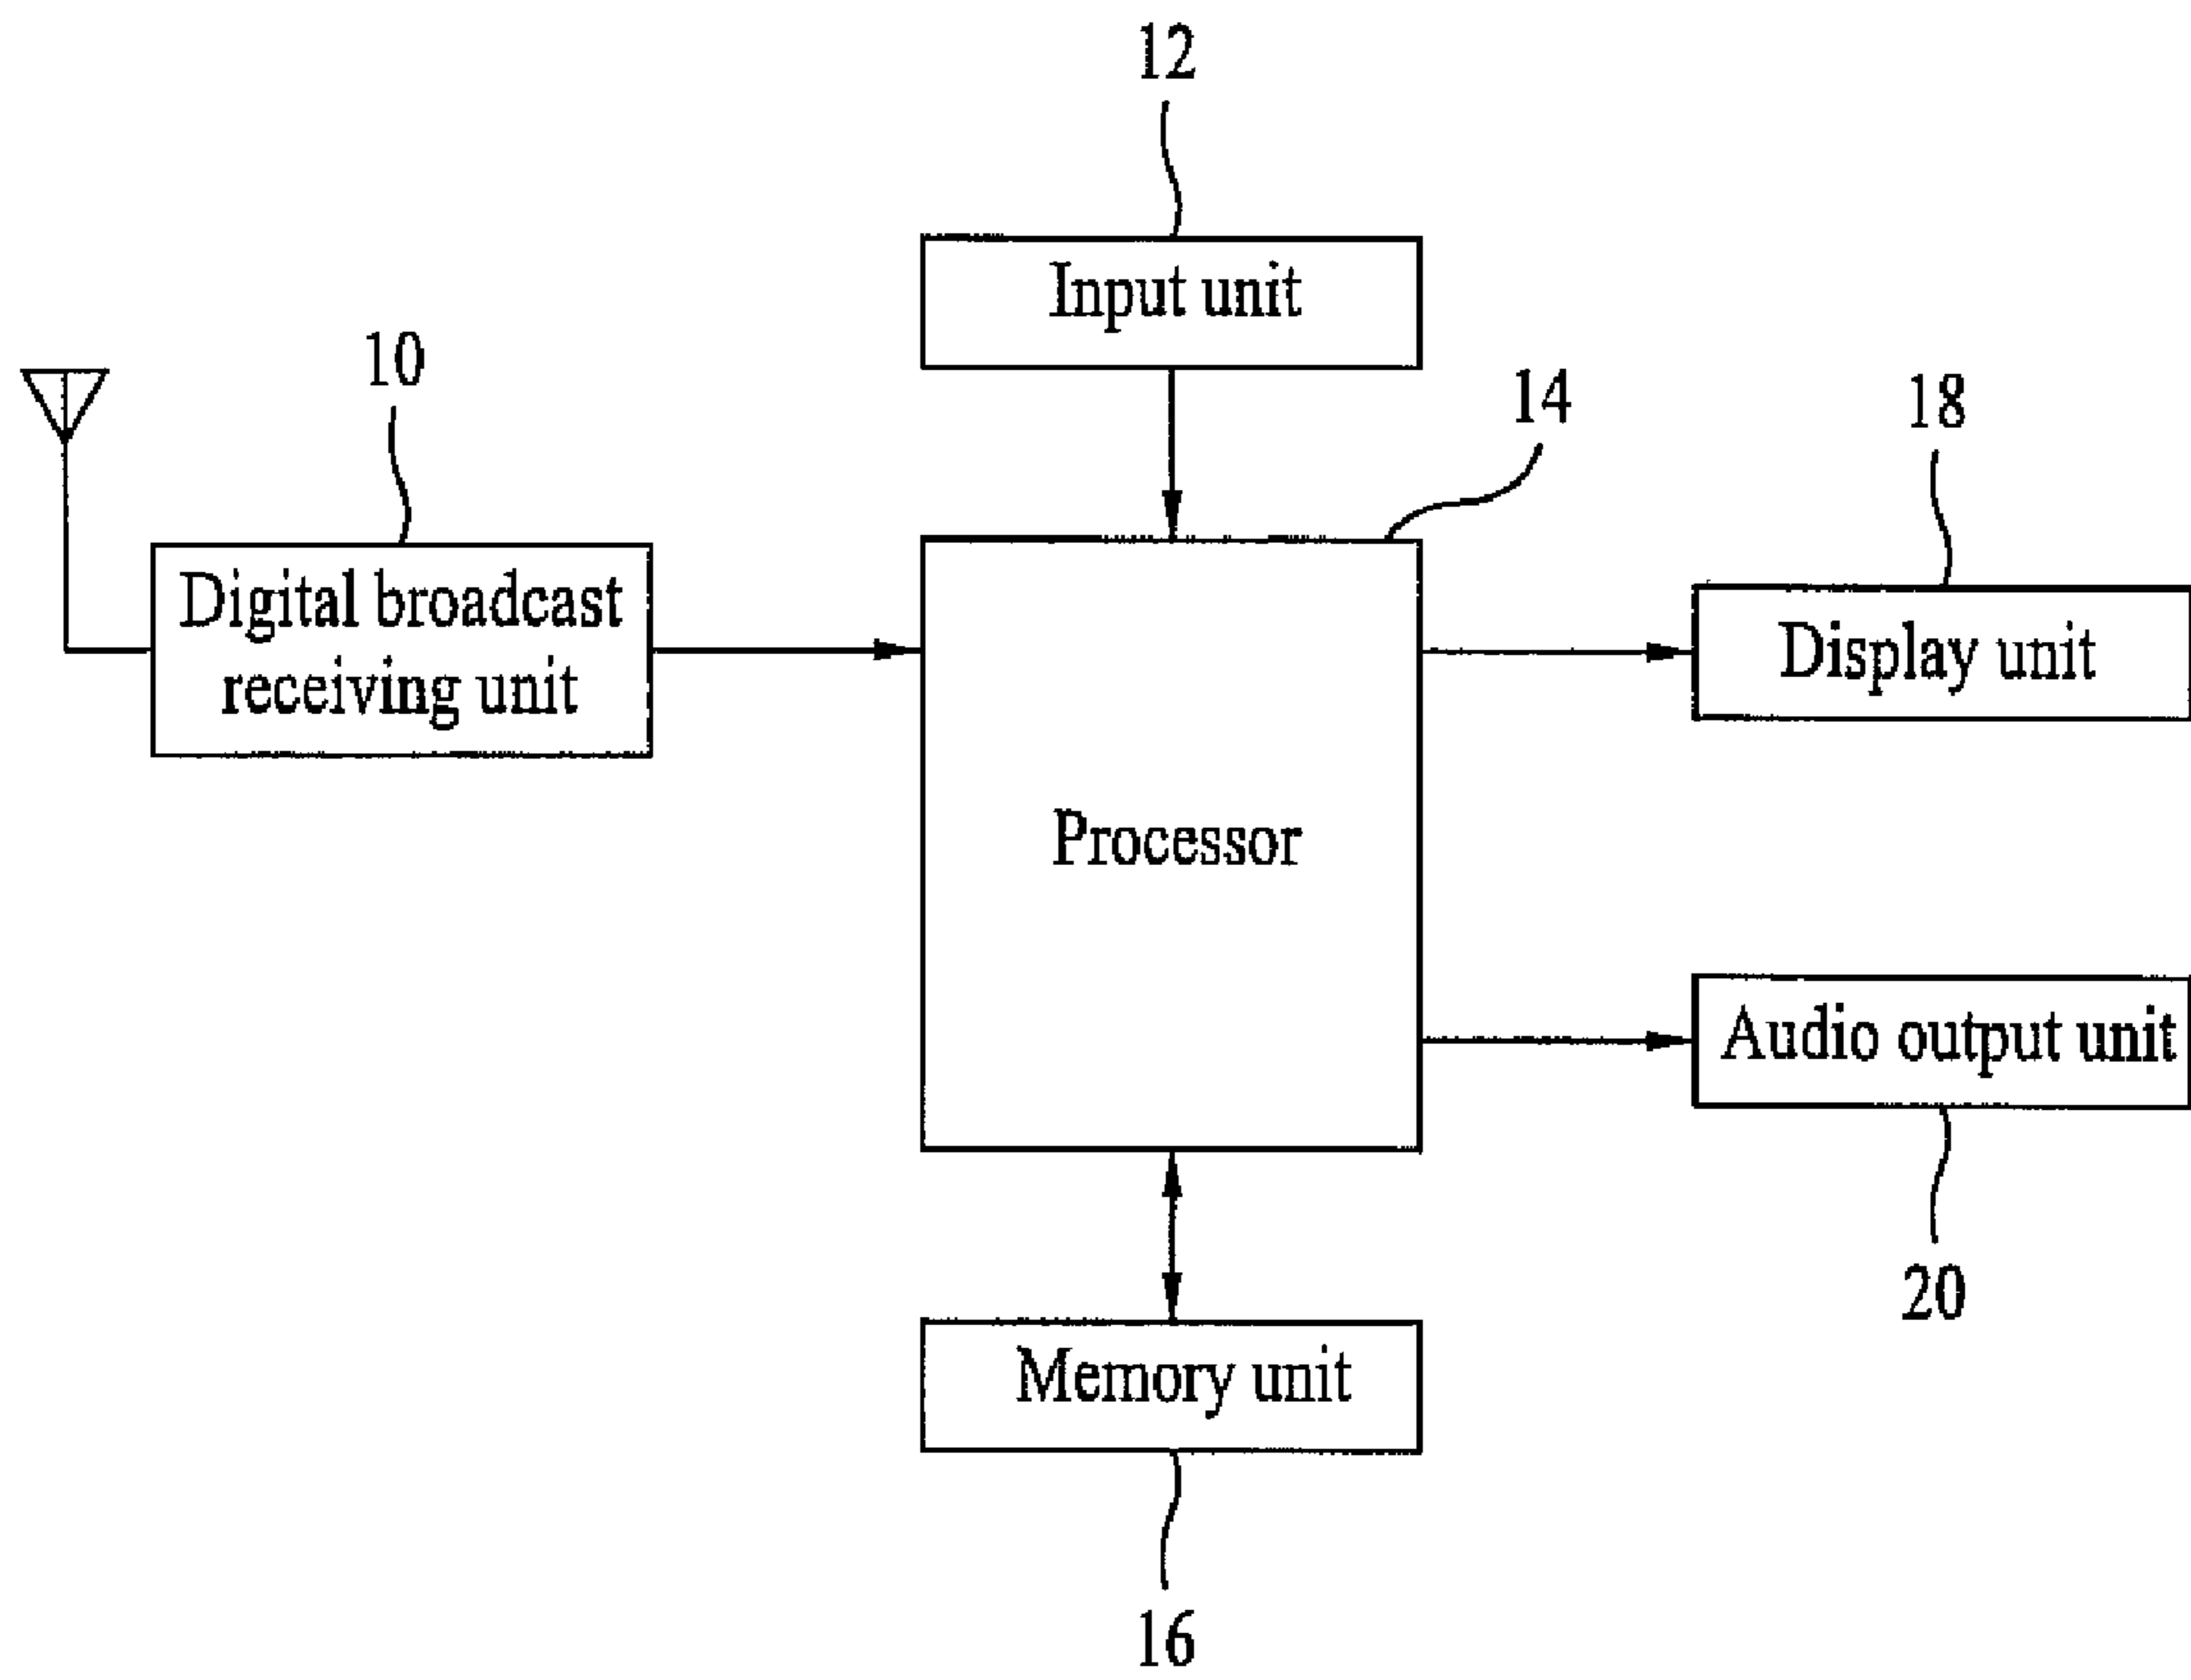 12
Input unit
10
14
18
Digital broadcast
receiving unit
Display unit
Processor
Audio output unit
20
Memory unit
16